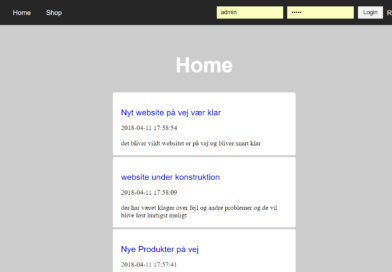 Home Shop admin ••••• Login R
Home
Nyt website på vej vær klar
2018-04-11 17:58:54
det bliver vildt websitet er på vej og bliver snart klar
website under konstruktion
2018-04-11 17:58:09
der har været klager over fejl og andre problemer og de vil
blive løst hurtigst muligt
Nye Produkter på vej
2018-04-11 17:57:41